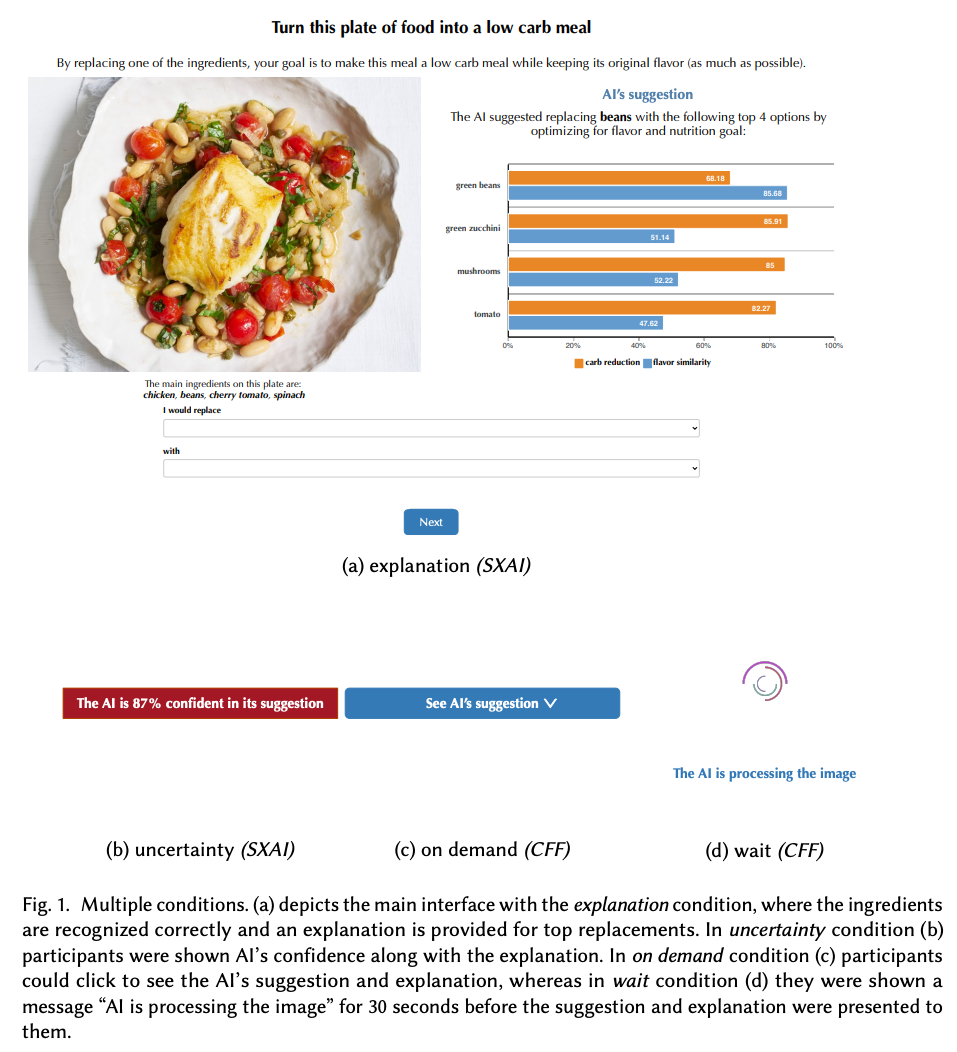 Turn this plate of food into a low carb meal
By replacing one of the ingredients, your goal is to make this meal a low carb meal while keeping its original flavor (as much as possible).
AI's suggestion
The AI suggested replacing beans with the following top 4 options by
optimizing for flavor and nutrition goal:
green beans
68.18
85.68
green zucchini
85.91
51.14
mushrooms
85
52.22
tomato
82.27
47.62
0% 20% 40% 60% 80% 100%
carb reduction flavor similarity
The main ingredients on this plate are:
chicken, beans, cherry tomato, spinach
I would replace
with
Next
(a) explanation (SXAI)
The AI is 87% confident in its suggestion
See AI's suggestion
The AI is processing the image
(b) uncertainty (SXAI)
(c) on demand (CFF)
(d) wait (CFF)
Fig. 1. Multiple conditions. (a) depicts the main interface with the explanation condition, where the ingredients
are recognized correctly and an explanation is provided for top replacements. In uncertainty condition (b)
participants were shown AI's confidence along with the explanation. In on demand condition (c) participants
could click to see the AI's suggestion and explanation, whereas in wait condition (d) they were shown a
message “AI is processing the image” for 30 seconds before the suggestion and explanation were presented to
them.